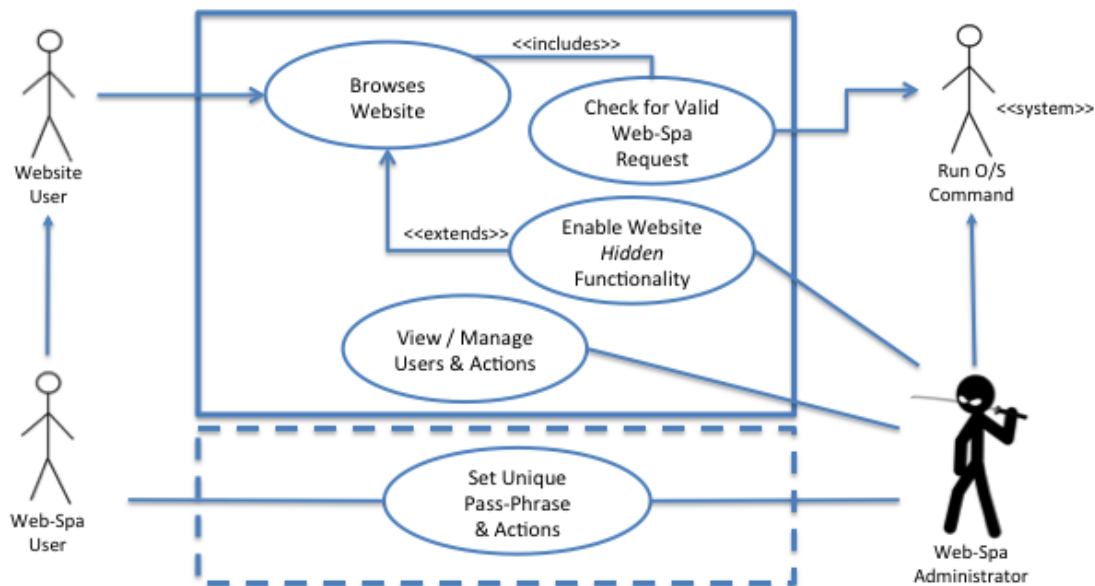 <<includes>>
Browses
Website
Check for Valid
Web-Spa
Request
<<system>>
Website
User
Run O/S
Command
<<extends>>
Enable Website
Hidden
Functionality
View / Manage
Users & Actions
Set Unique
Pass-Phrase
& Actions
Web-Spa
User
Web-Spa
Administrator